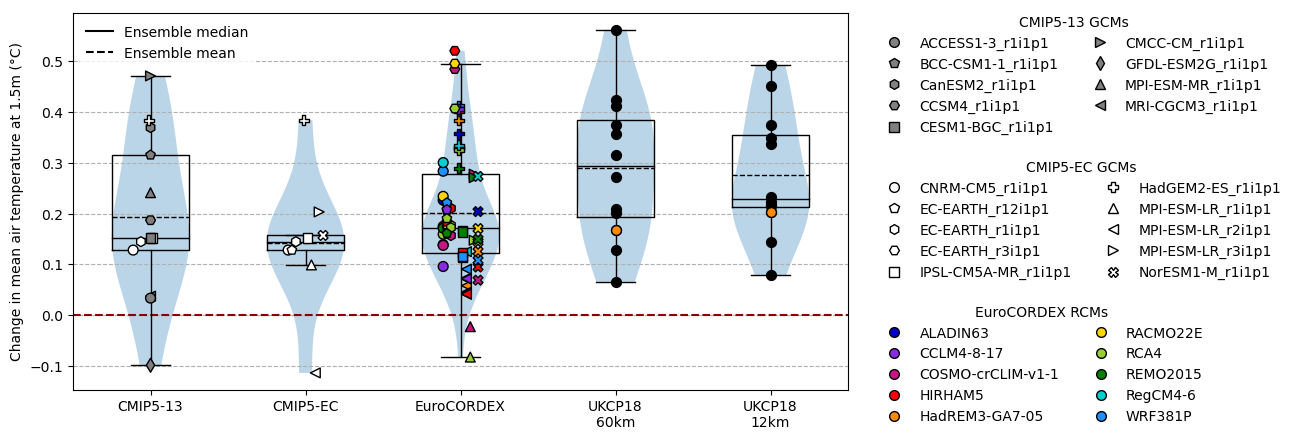 Change in mean air temperature at 1.5m (°C)
Ensemble median
Ensemble mean
0.5
0.4
0.3
0.2
0.1
0.0
−0.1
CMIP5-13
CMIP5-EC
EuroCORDEX
UKCP18
60km
UKCP18
12km
CMIP5-13 GCMs
ACCESS1-3_r1i1p1
BCC-CSM1-1_r1i1p1
CanESM2_r1i1p1
CCSM4_r1i1p1
CESM1-BGC_r1i1p1
CMCC-CM_r1i1p1
GFDL-ESM2G_r1i1p1
MPI-ESM-MR_r1i1p1
MRI-CGCM3_r1i1p1
CMIP5-EC GCMs
CNRM-CM5_r1i1p1
EC-EARTH_r12i1p1
EC-EARTH_r1i1p1
EC-EARTH_r3i1p1
IPSL-CM5A-MR_r1i1p1
HadGEM2-ES_r1i1p1
MPI-ESM-LR_r1i1p1
MPI-ESM-LR_r2i1p1
MPI-ESM-LR_r3i1p1
NorESM1-M_r1i1p1
EuroCORDEX RCMs
ALADIN63
CCLM4-8-17
COSMO-crCLIM-v1-1
HIRHAM5
HadREM3-GA7-05
RACMO22E
RCA4
REMO2015
RegCM4-6
WRF381P